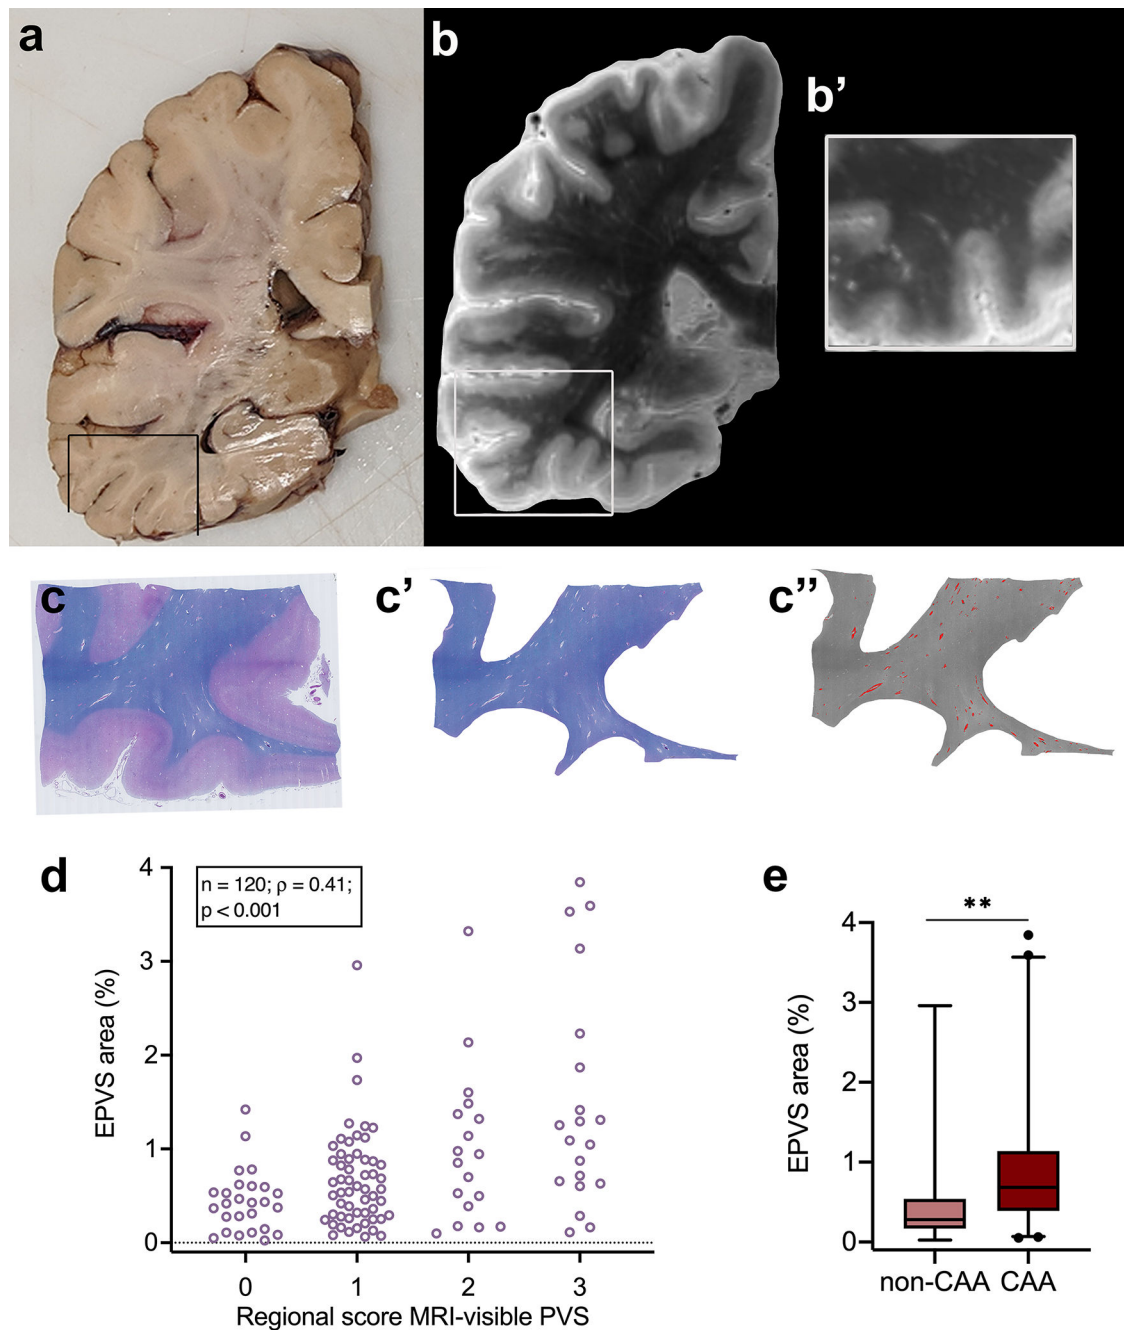 a
b
b’
c
c’
c’’
d
4
3
2
1
0
EPVS area (%)
n = 120; ρ = 0.41;
p < 0.001
0 1 2 3
Regional score MRI-visible PVS
e
**
4
3
2
1
0
EPVS area (%)
non-CAA CAA